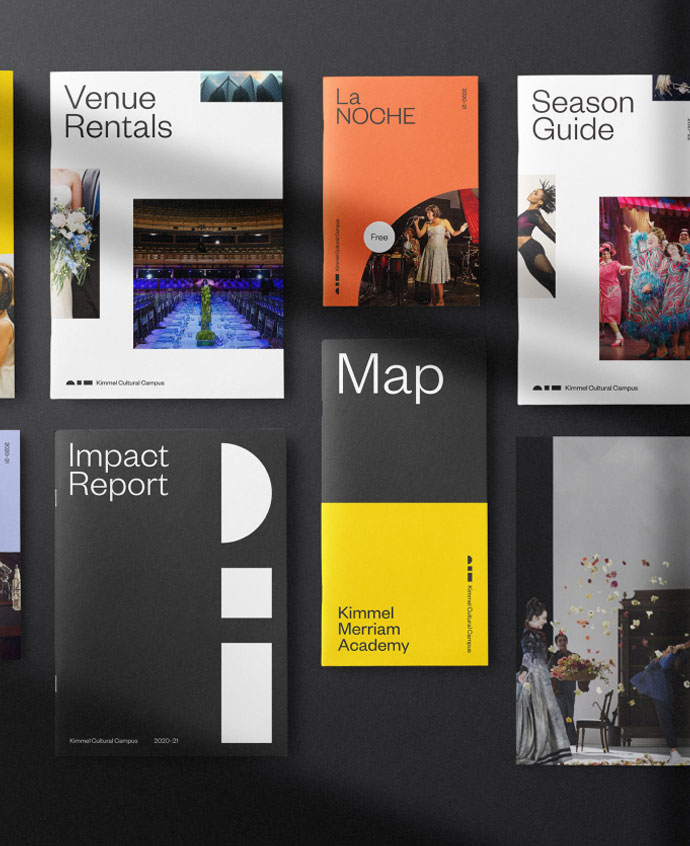 Venue
Rentals
Kimmel Cultural Campus
La
NOCHE
2020–21
Free
Kimmel Cultural Campus
Season
Guide
Kimmel Cultural Campus
2020–21
Impact
Report
Kimmel Cultural Campus 2020–21
Map
Kimmel
Merriam
Academy
Kimmel Cultural Campus